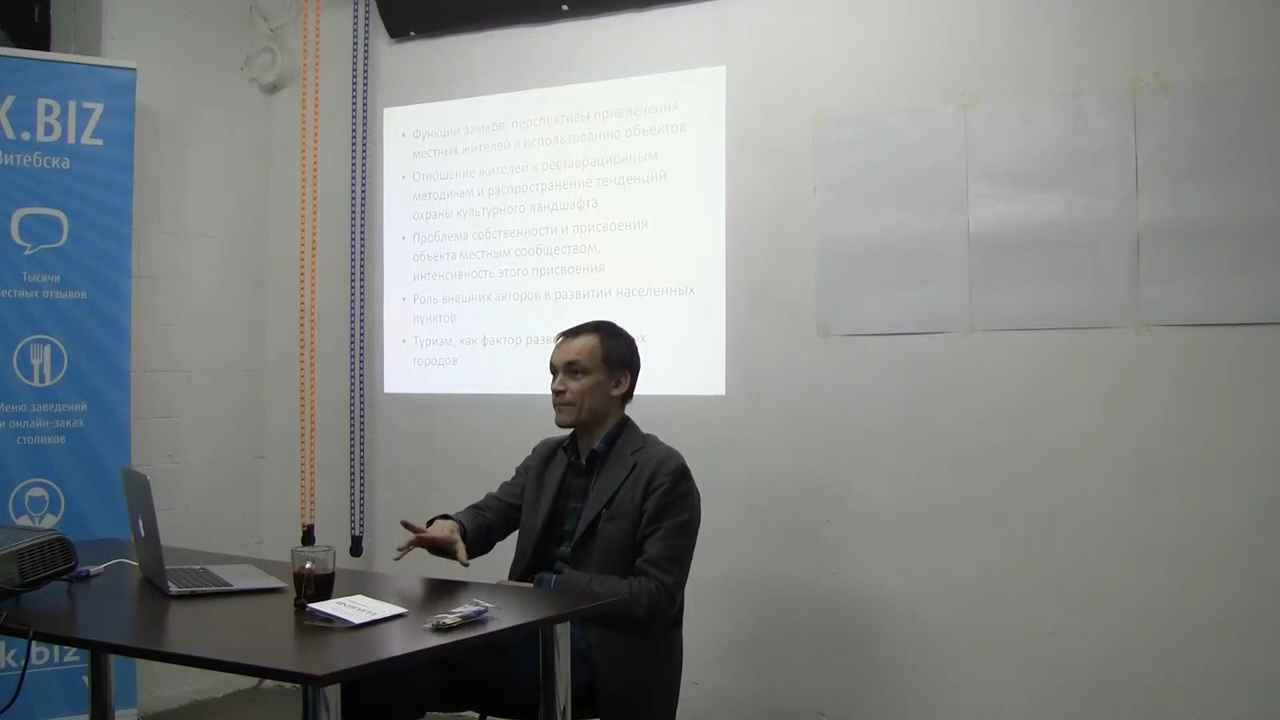 K.BIZ
Витебска
Тысячи
честных отзывов
Меню заведений
и онлайн-заказ
столиков
k.biz
• Функции замков, перспективы привлечения
местных жителей к использованию объектов
• Отношение жителей к реставрационным
методикам и распространение тенденций
охраны культурного ландшафта
• Проблема собственности и присвоения
объекта местным сообществом,
интенсивность этого присвоения
• Роль внешних акторов в развитии населенных
пунктов
• Туризм, как фактор
городов